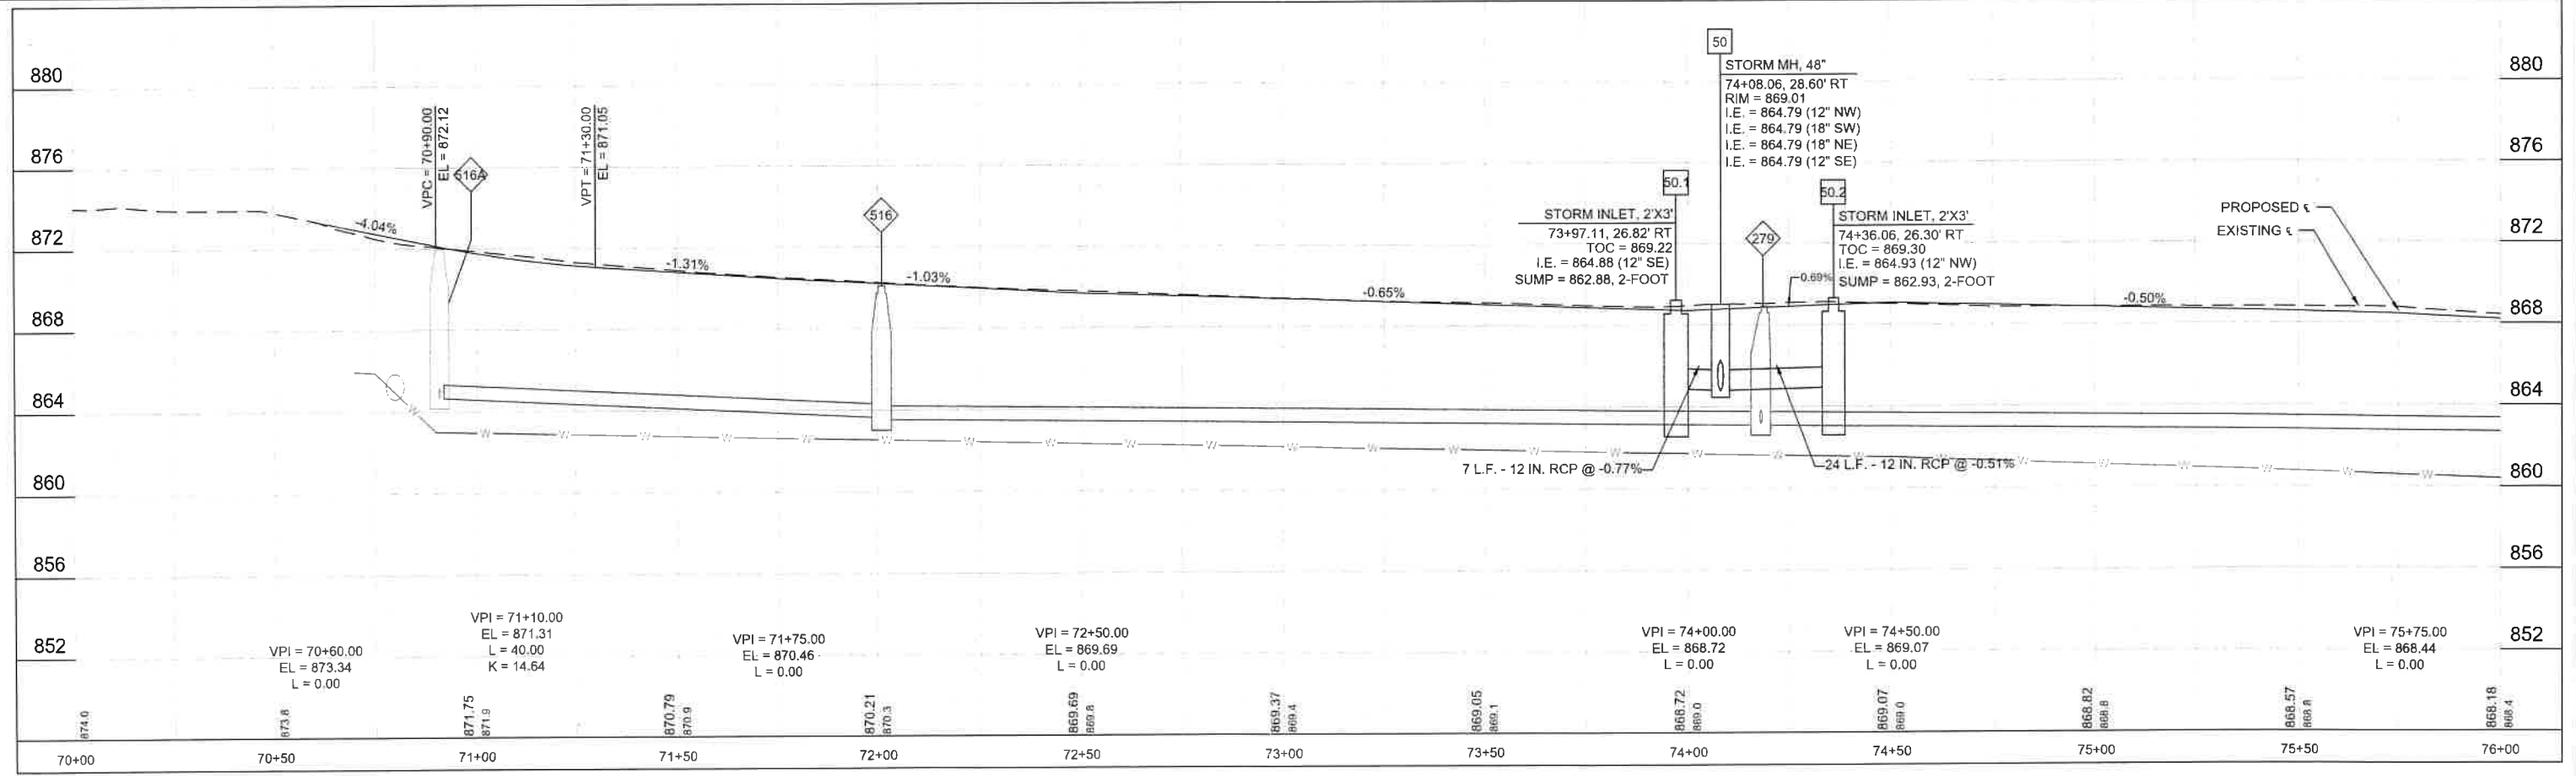 880
876
872
868
864
860
856
852
880
876
872
868
864
860
856
852
VPC = 70+90.00
EL = 872.12
516A
VPT = 71+30.00
EL = 871.05
-4.04%
-1.31%
516
-1.03%
-0.65%
50
STORM MH, 48"
74+08.06, 28.60' RT
RIM = 869.01
I.E. = 864.79 (12" NW)
I.E. = 864.79 (18" SW)
I.E. = 864.79 (18" NE)
I.E. = 864.79 (12" SE)
50.1
STORM INLET, 2'X3'
73+97.11, 26.82' RT
TOC = 869.22
I.E. = 864.88 (12" SE)
SUMP = 862.88, 2-FOOT
279
50.2
STORM INLET, 2'X3'
74+36.06, 26.30' RT
TOC = 869.30
I.E. = 864.93 (12" NW)
SUMP = 862.93, 2-FOOT
-0.69%
PROPOSED ℄
EXISTING ℄
-0.50%
W W W W W W W W W W W W W W W W W W W W W W W W W W
7 L.F. - 12 IN. RCP @ -0.77%
24 L.F. - 12 IN. RCP @ -0.51%
VPI = 70+60.00
EL = 873.34
L = 0.00
VPI = 71+10.00
EL = 871.31
L = 40.00
K = 14.64
VPI = 71+75.00
EL = 870.46
L = 0.00
VPI = 72+50.00
EL = 869.69
L = 0.00
VPI = 74+00.00
EL = 868.72
L = 0.00
VPI = 74+50.00
EL = 869.07
L = 0.00
VPI = 75+75.00
EL = 868.44
L = 0.00
874.0
873.8
871.75
871.9
870.79
870.9
870.21
870.3
869.69
869.8
869.37
869.4
869.05
869.1
868.72
869.0
869.07
869.0
868.82
868.8
868.57
868.8
868.18
868.4
70+00 70+50 71+00 71+50 72+00 72+50 73+00 73+50 74+00 74+50 75+00 75+50 76+00